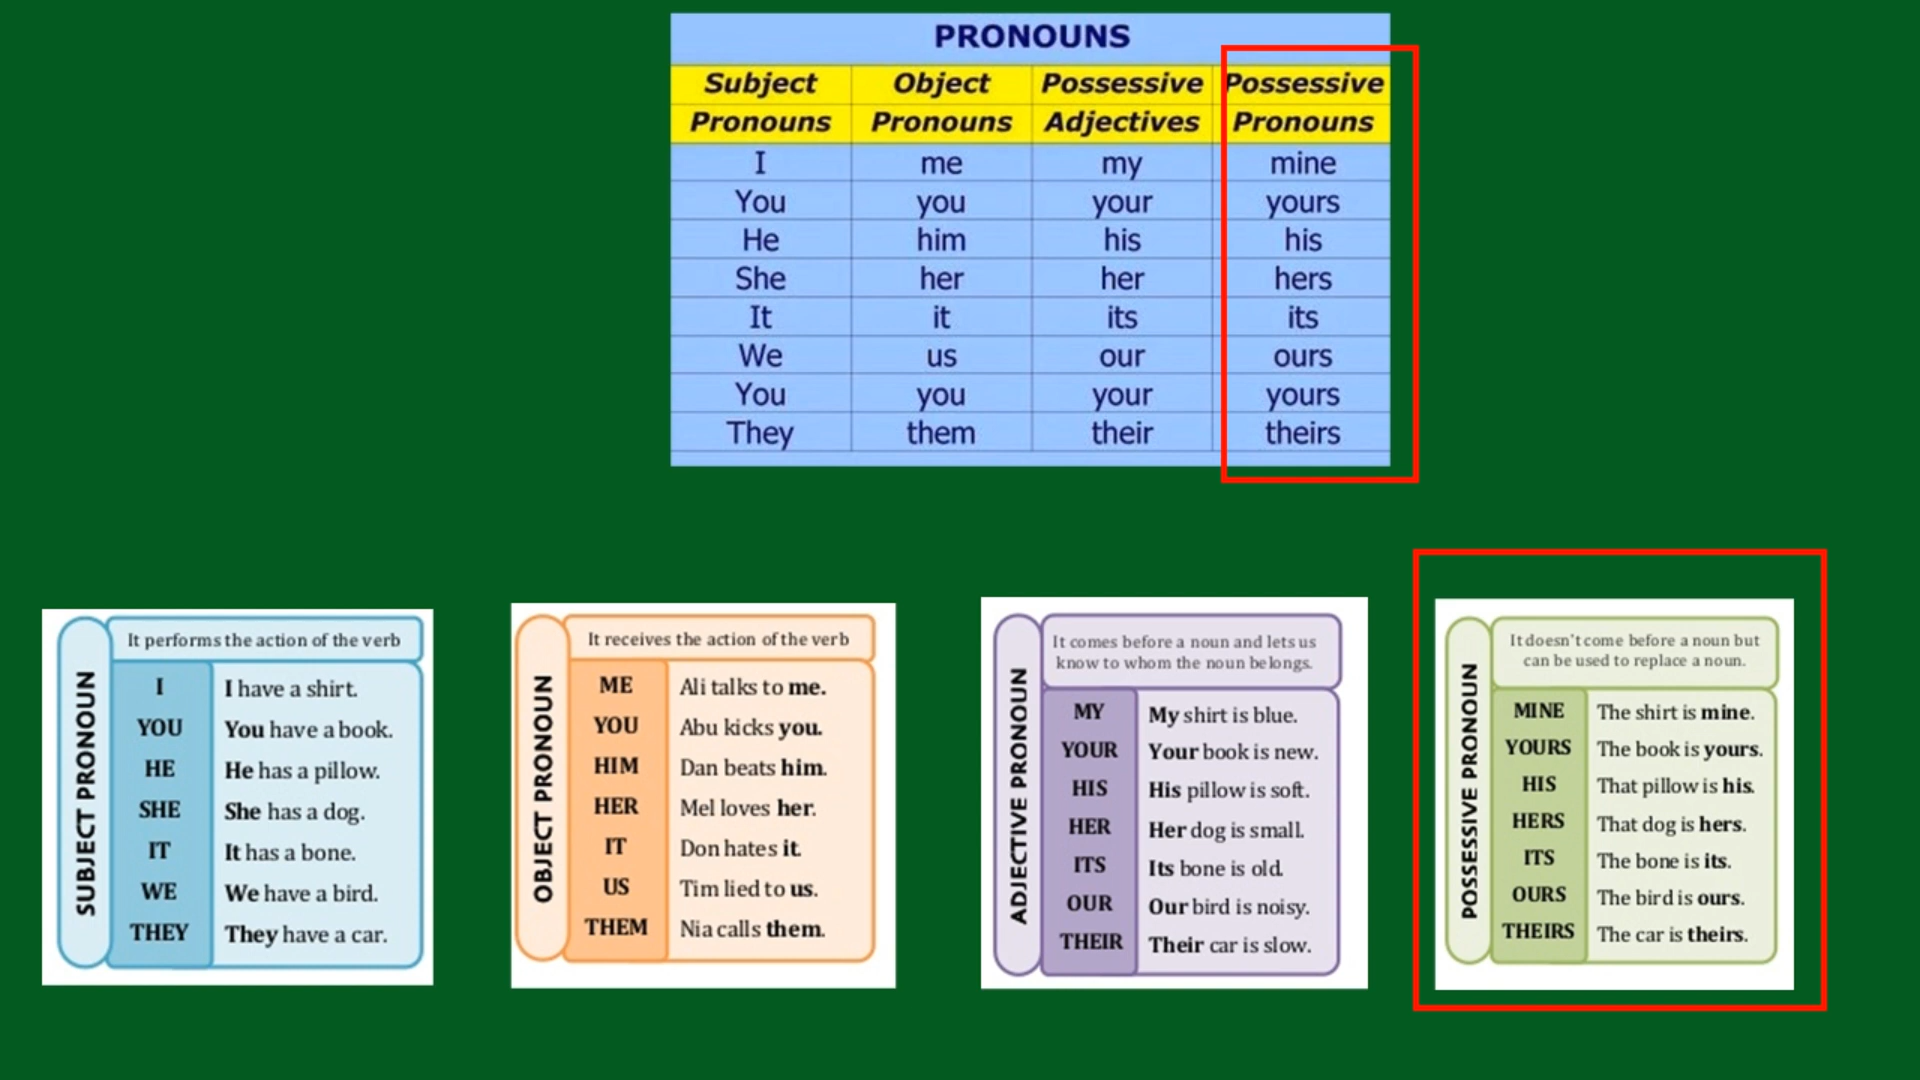 PRONOUNS
Subject Object Possessive Possessive
Pronouns Pronouns Adjectives Pronouns
I me my mine
You you your yours
He him his his
She her her hers
It it its its
We us our ours
You you your yours
They them their theirs
SUBJECT PRONOUN
It performs the action of the verb
I I have a shirt.
YOU You have a book.
HE He has a pillow.
SHE She has a dog.
IT It has a bone.
WE We have a bird.
THEY They have a car.
OBJECT PRONOUN
It receives the action of the verb
ME Ali talks to me.
YOU Abu kicks you.
HIM Dan beats him.
HER Mel loves her.
IT Don hates it.
US Tim lied to us.
THEM Nia calls them.
ADJECTIVE PRONOUN
It comes before a noun and lets us
know to whom the noun belongs.
MY My shirt is blue.
YOUR Your book is new.
HIS His pillow is soft.
HER Her dog is small.
ITS Its bone is old.
OUR Our bird is noisy.
THEIR Their car is slow.
POSSESSIVE PRONOUN
It doesn't come before a noun but
can be used to replace a noun.
MINE The shirt is mine.
YOURS The book is yours.
HIS That pillow is his.
HERS That dog is hers.
ITS The bone is its.
OURS The bird is ours.
THEIRS The car is theirs.